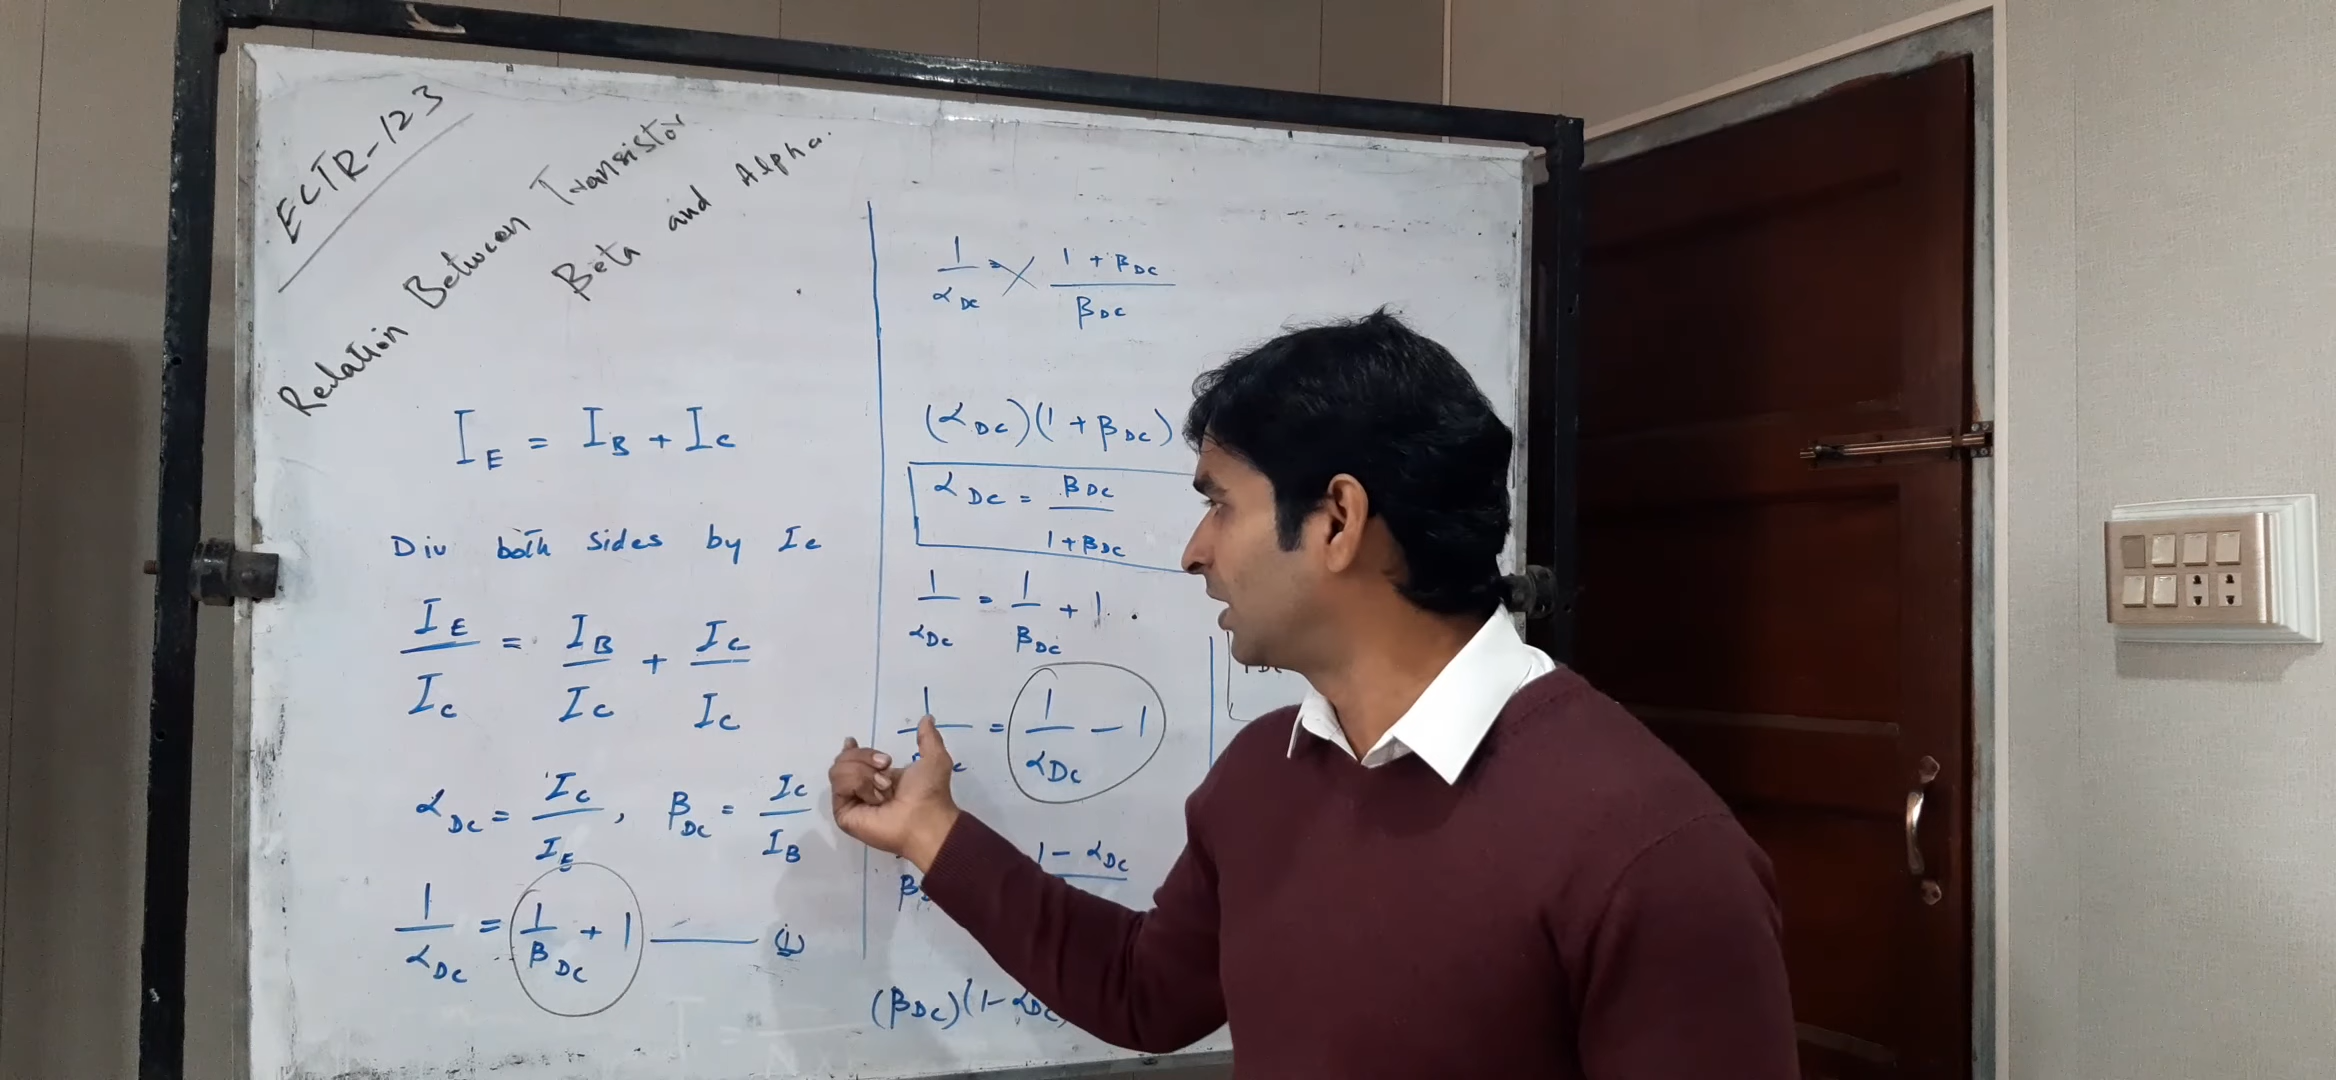 ECTR-123
Relation Between Transistor
Beta and Alpha.
I_E = I_B + I_C
Div both sides by I_C
I_E/I_C = I_B/I_C + I_C/I_C
α_DC = I_C/I_E, β_DC = I_C/I_B
1/α_DC = 1/β_DC + 1 —— (1)
1/α_DC = (1 + β_DC)/β_DC
(α_DC)(1 + β_DC)
α_DC = β_DC/(1 + β_DC)
1/α_DC = 1/β_DC + 1
1/ = 1/α_DC - 1
β 1 - α_DC
(β_DC)(1 - α_DC